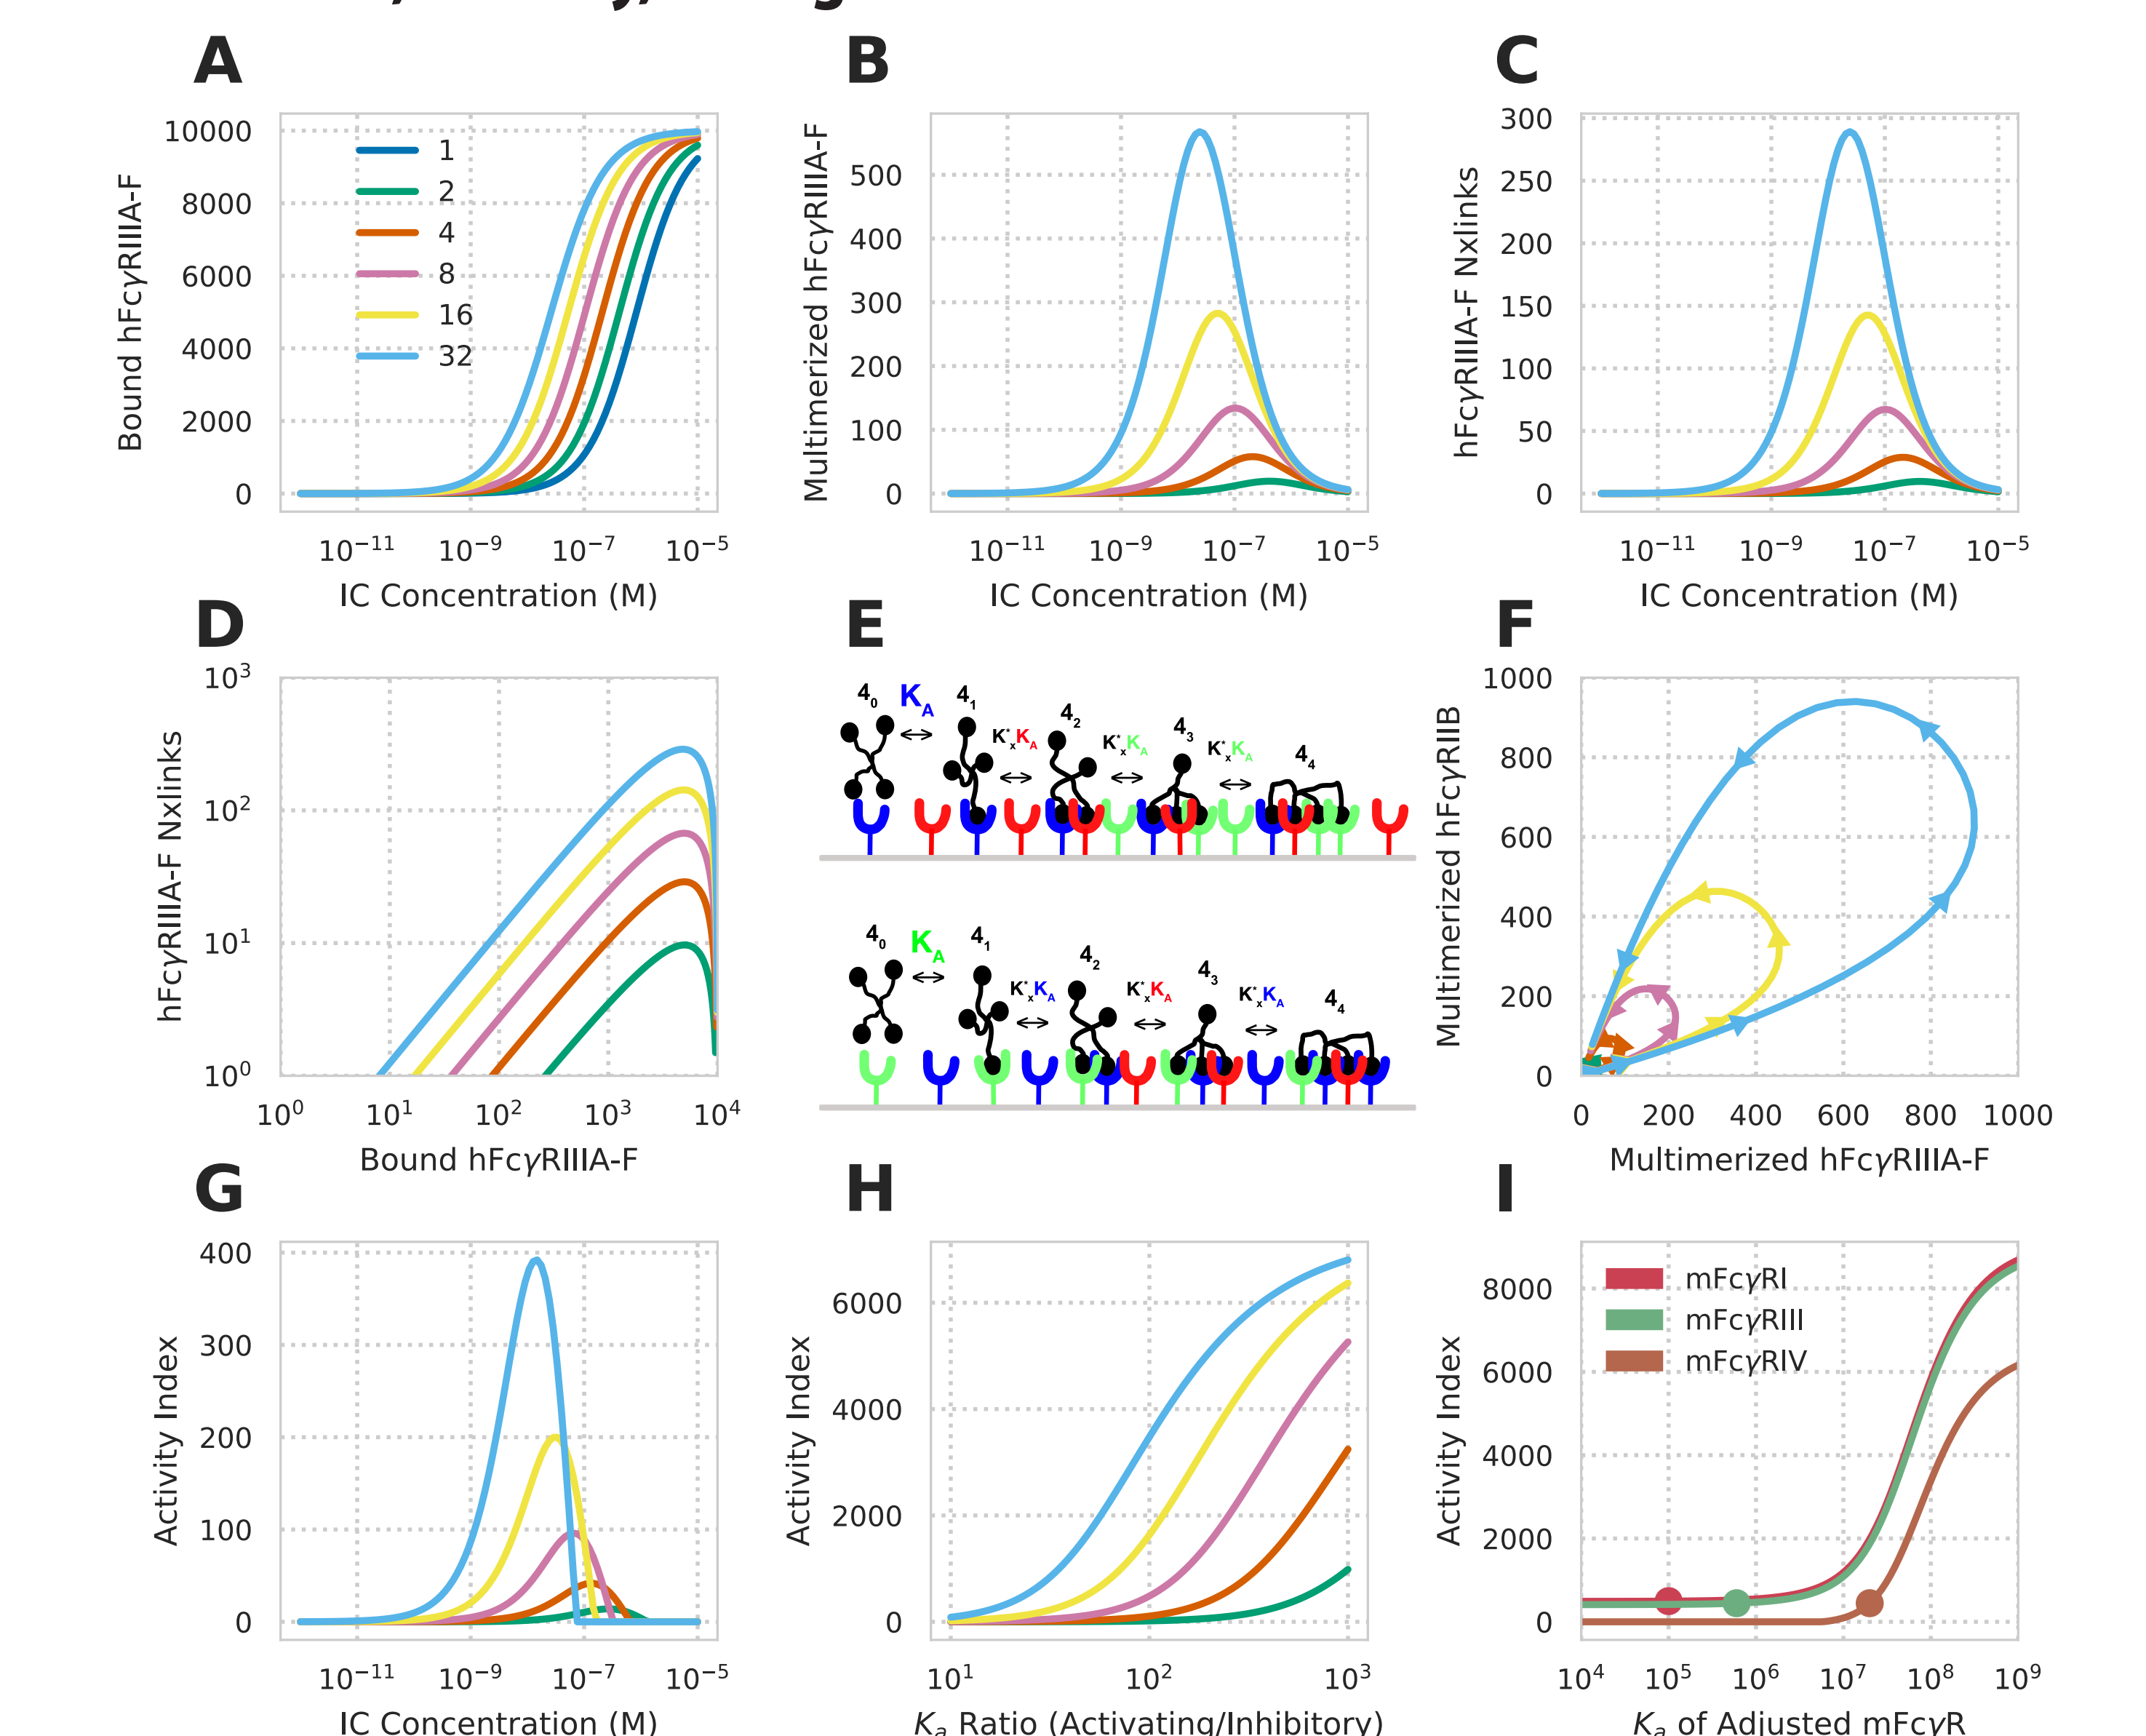 A
B
C
Bound hFcγRIIIA-F
10000
8000
6000
4000
2000
0
1
2
4
8
16
32
10⁻¹¹ 10⁻⁹ 10⁻⁷ 10⁻⁵
IC Concentration (M)
Multimerized hFcγRIIIA-F
500
400
300
200
100
0
10⁻¹¹ 10⁻⁹ 10⁻⁷ 10⁻⁵
IC Concentration (M)
hFcγRIIIA-F Nxlinks
300
250
200
150
100
50
0
10⁻¹¹ 10⁻⁹ 10⁻⁷ 10⁻⁵
IC Concentration (M)
D
E
F
hFcγRIIIA-F Nxlinks
10³
10²
10¹
10⁰
10⁰ 10¹ 10² 10³ 10⁴
Bound hFcγRIIIA-F
4₀ K_A 4₁ K*ₓK_A 4₂ K*ₓK_A 4₃ K*ₓK_A 4₄
4₀ K_A 4₁ K*ₓK_A 4₂ K*ₓK_A 4₃ K*ₓK_A 4₄
Multimerized hFcγRIIB
1000
800
600
400
200
0
0 200 400 600 800 1000
Multimerized hFcγRIIIA-F
G
H
I
Activity Index
400
300
200
100
0
10⁻¹¹ 10⁻⁹ 10⁻⁷ 10⁻⁵
IC Concentration (M)
Activity Index
6000
4000
2000
0
10¹ 10² 10³
Kₐ Ratio (Activating/Inhibitory)
Activity Index
8000
6000
4000
2000
0
mFcγRI
mFcγRIII
mFcγRIV
10⁴ 10⁵ 10⁶ 10⁷ 10⁸ 10⁹
Kₐ of Adjusted mFcγR